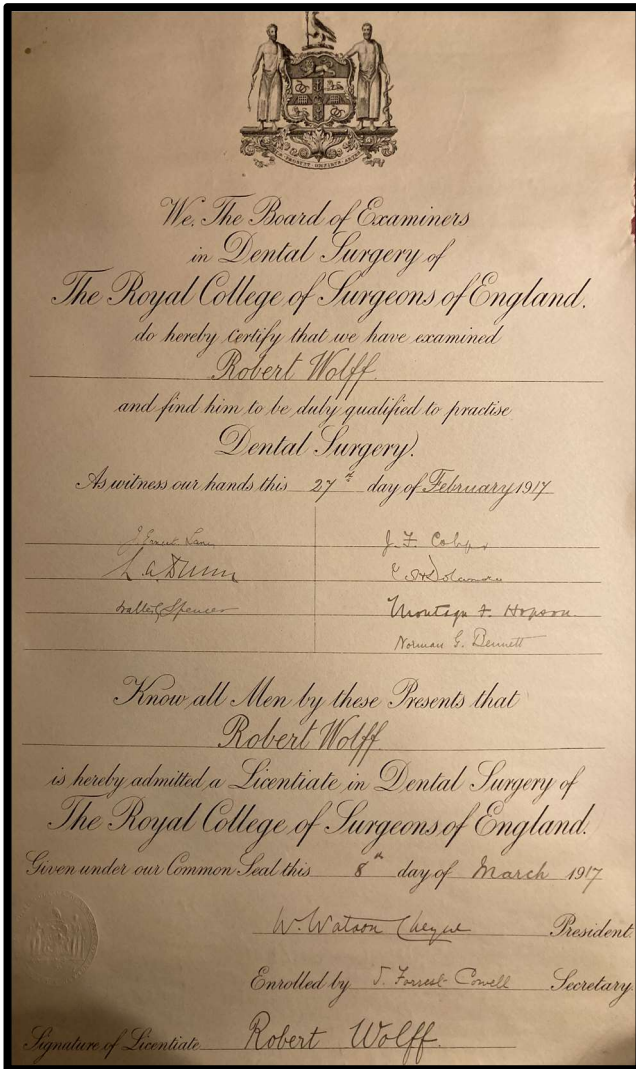 We, The Board of Examiners
in Dental Surgery of
The Royal College of Surgeons of England.
do hereby certify that we have examined
Robert Wolff
and find him to be duly qualified to practise
Dental Surgery.
As witness our hands this 27th day of February 1917
J. Ernest Lane
J. F. Colyer
L. A. Dunn
Walter G Spencer
Montagu F. Hopson.
Norman G. Bennett
Know all Men by these Presents that
Robert Wolff
is hereby admitted a Licentiate in Dental Surgery of
The Royal College of Surgeons of England.
Given under our Common Seal this 8th day of March 1917
W. Watson Cheyne President.
Enrolled by S. Forrest Cowell Secretary.
Signature of Licentiate Robert Wolff.